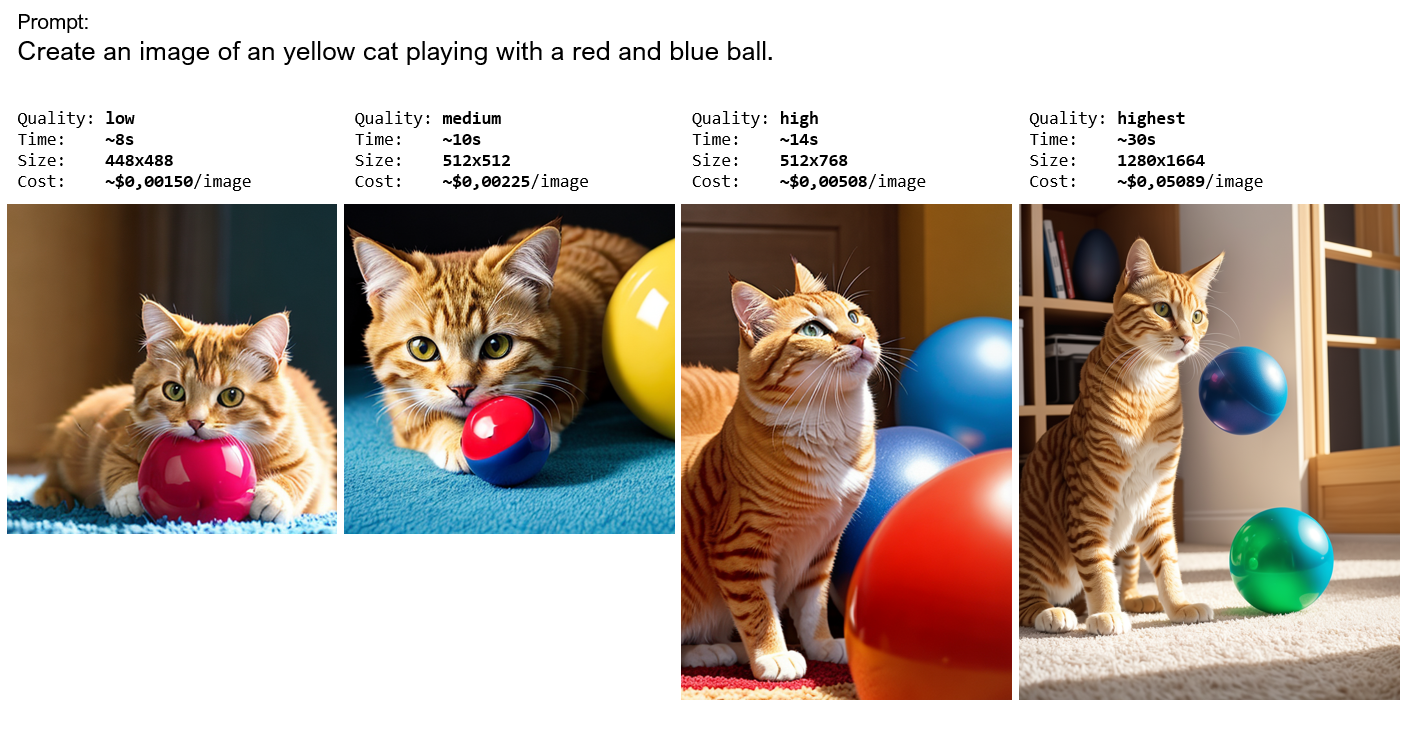 Prompt:
Create an image of an yellow cat playing with a red and blue ball.
Quality: low
Time: ~8s
Size: 448x488
Cost: ~$0,00150/image
Quality: medium
Time: ~10s
Size: 512x512
Cost: ~$0,00225/image
Quality: high
Time: ~14s
Size: 512x768
Cost: ~$0,00508/image
Quality: highest
Time: ~30s
Size: 1280x1664
Cost: ~$0,05089/image